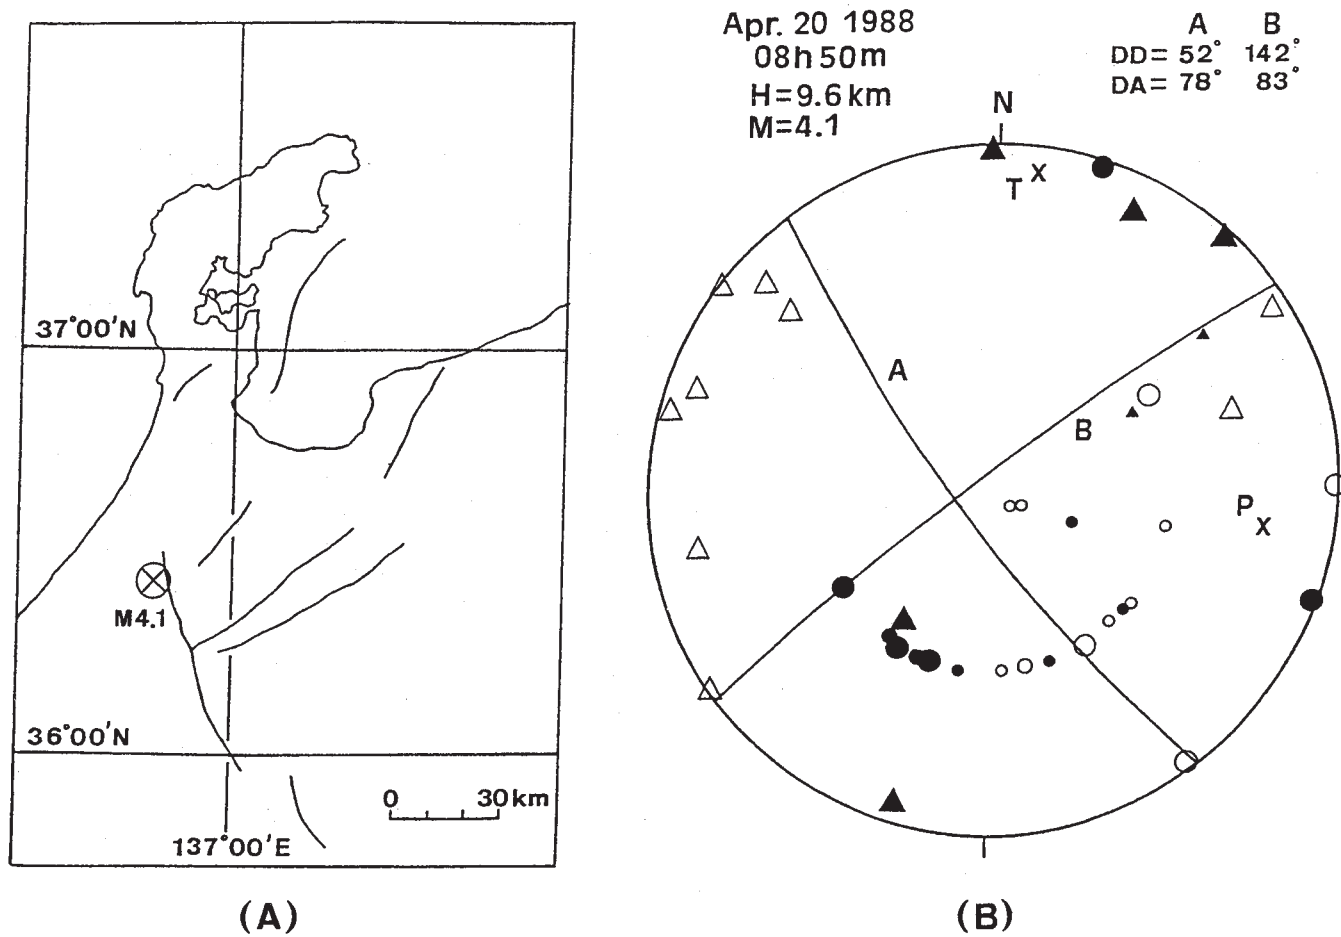 37°00'N
M4.1
36°00'N
0 30km
137°00'E
(A)
Apr. 20 1988
08h50m
H=9.6km
M=4.1
A B
DD= 52° 142°
DA= 78° 83°
N
T X
A
B
P X
(B)